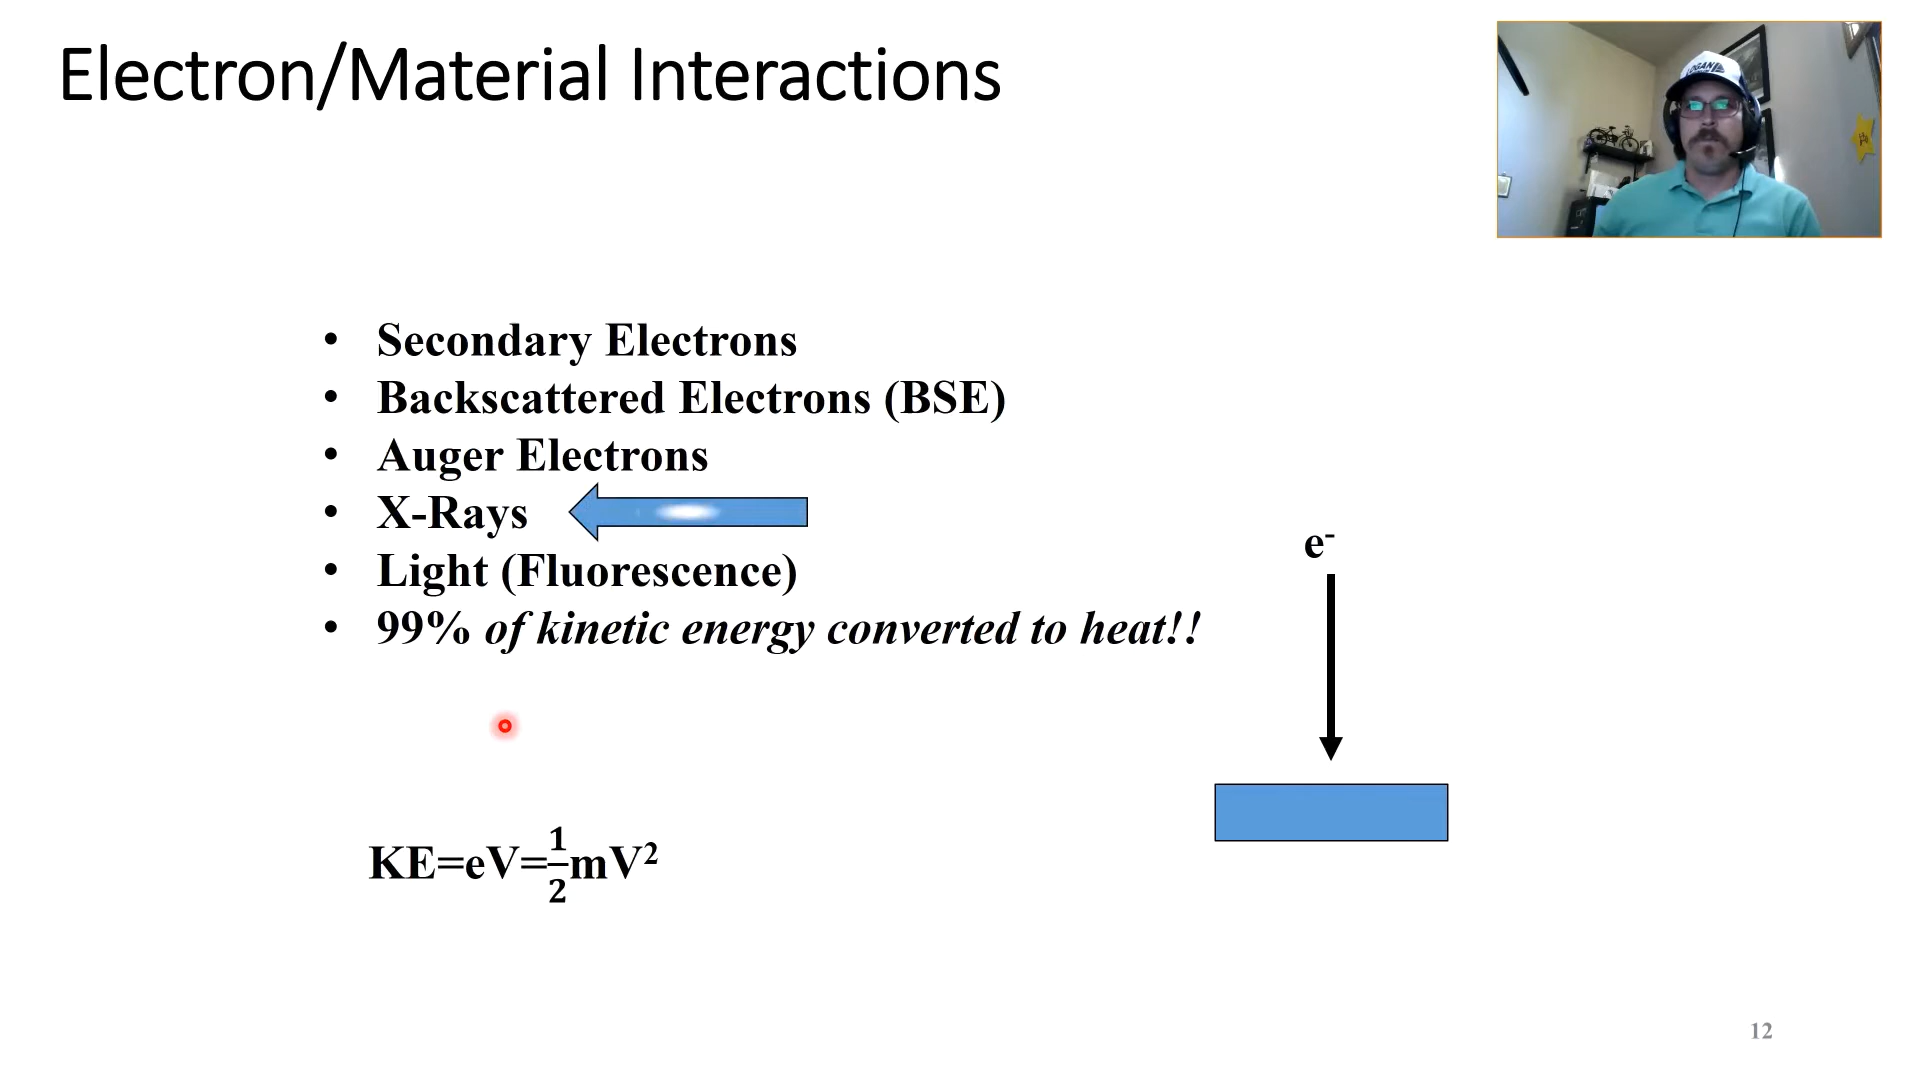 Electron/Material Interactions
LOGAN
• Secondary Electrons
• Backscattered Electrons (BSE)
• Auger Electrons
• X-Rays
• Light (Fluorescence)
• 99% of kinetic energy converted to heat!!
e⁻
KE=eV=½mV²
12